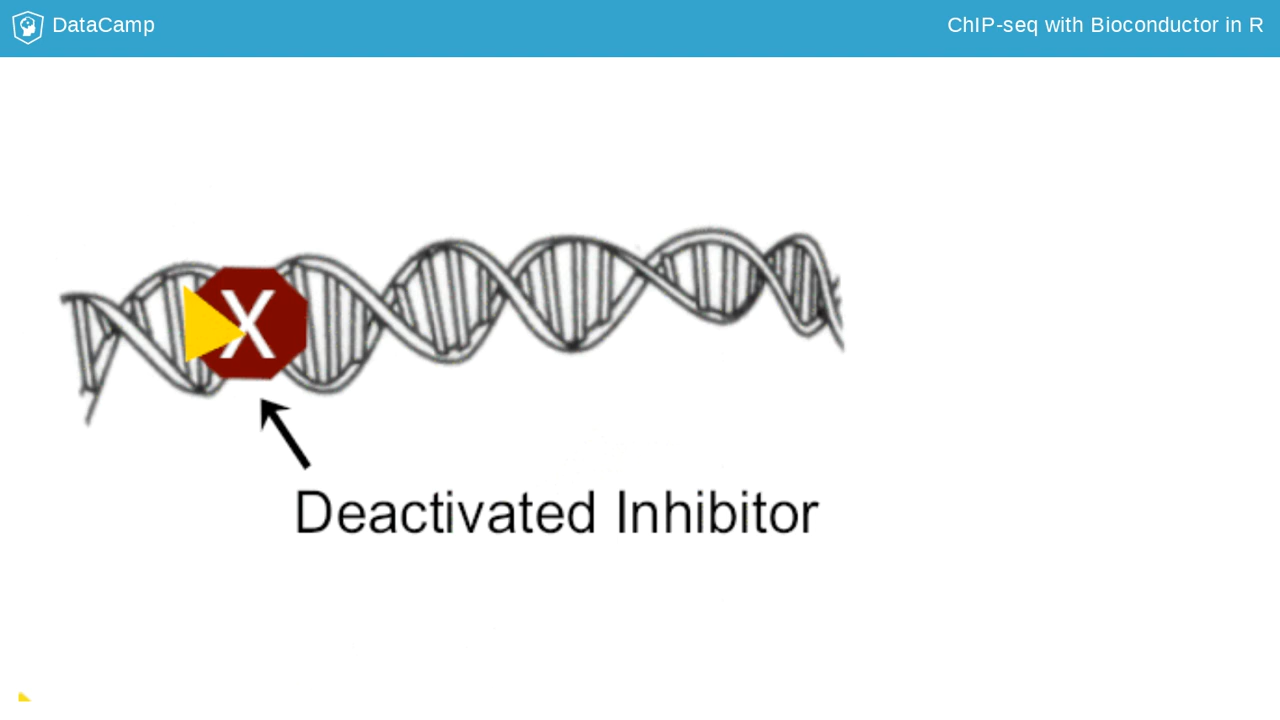 DataCamp
ChIP-seq with Bioconductor in R
X
Deactivated Inhibitor